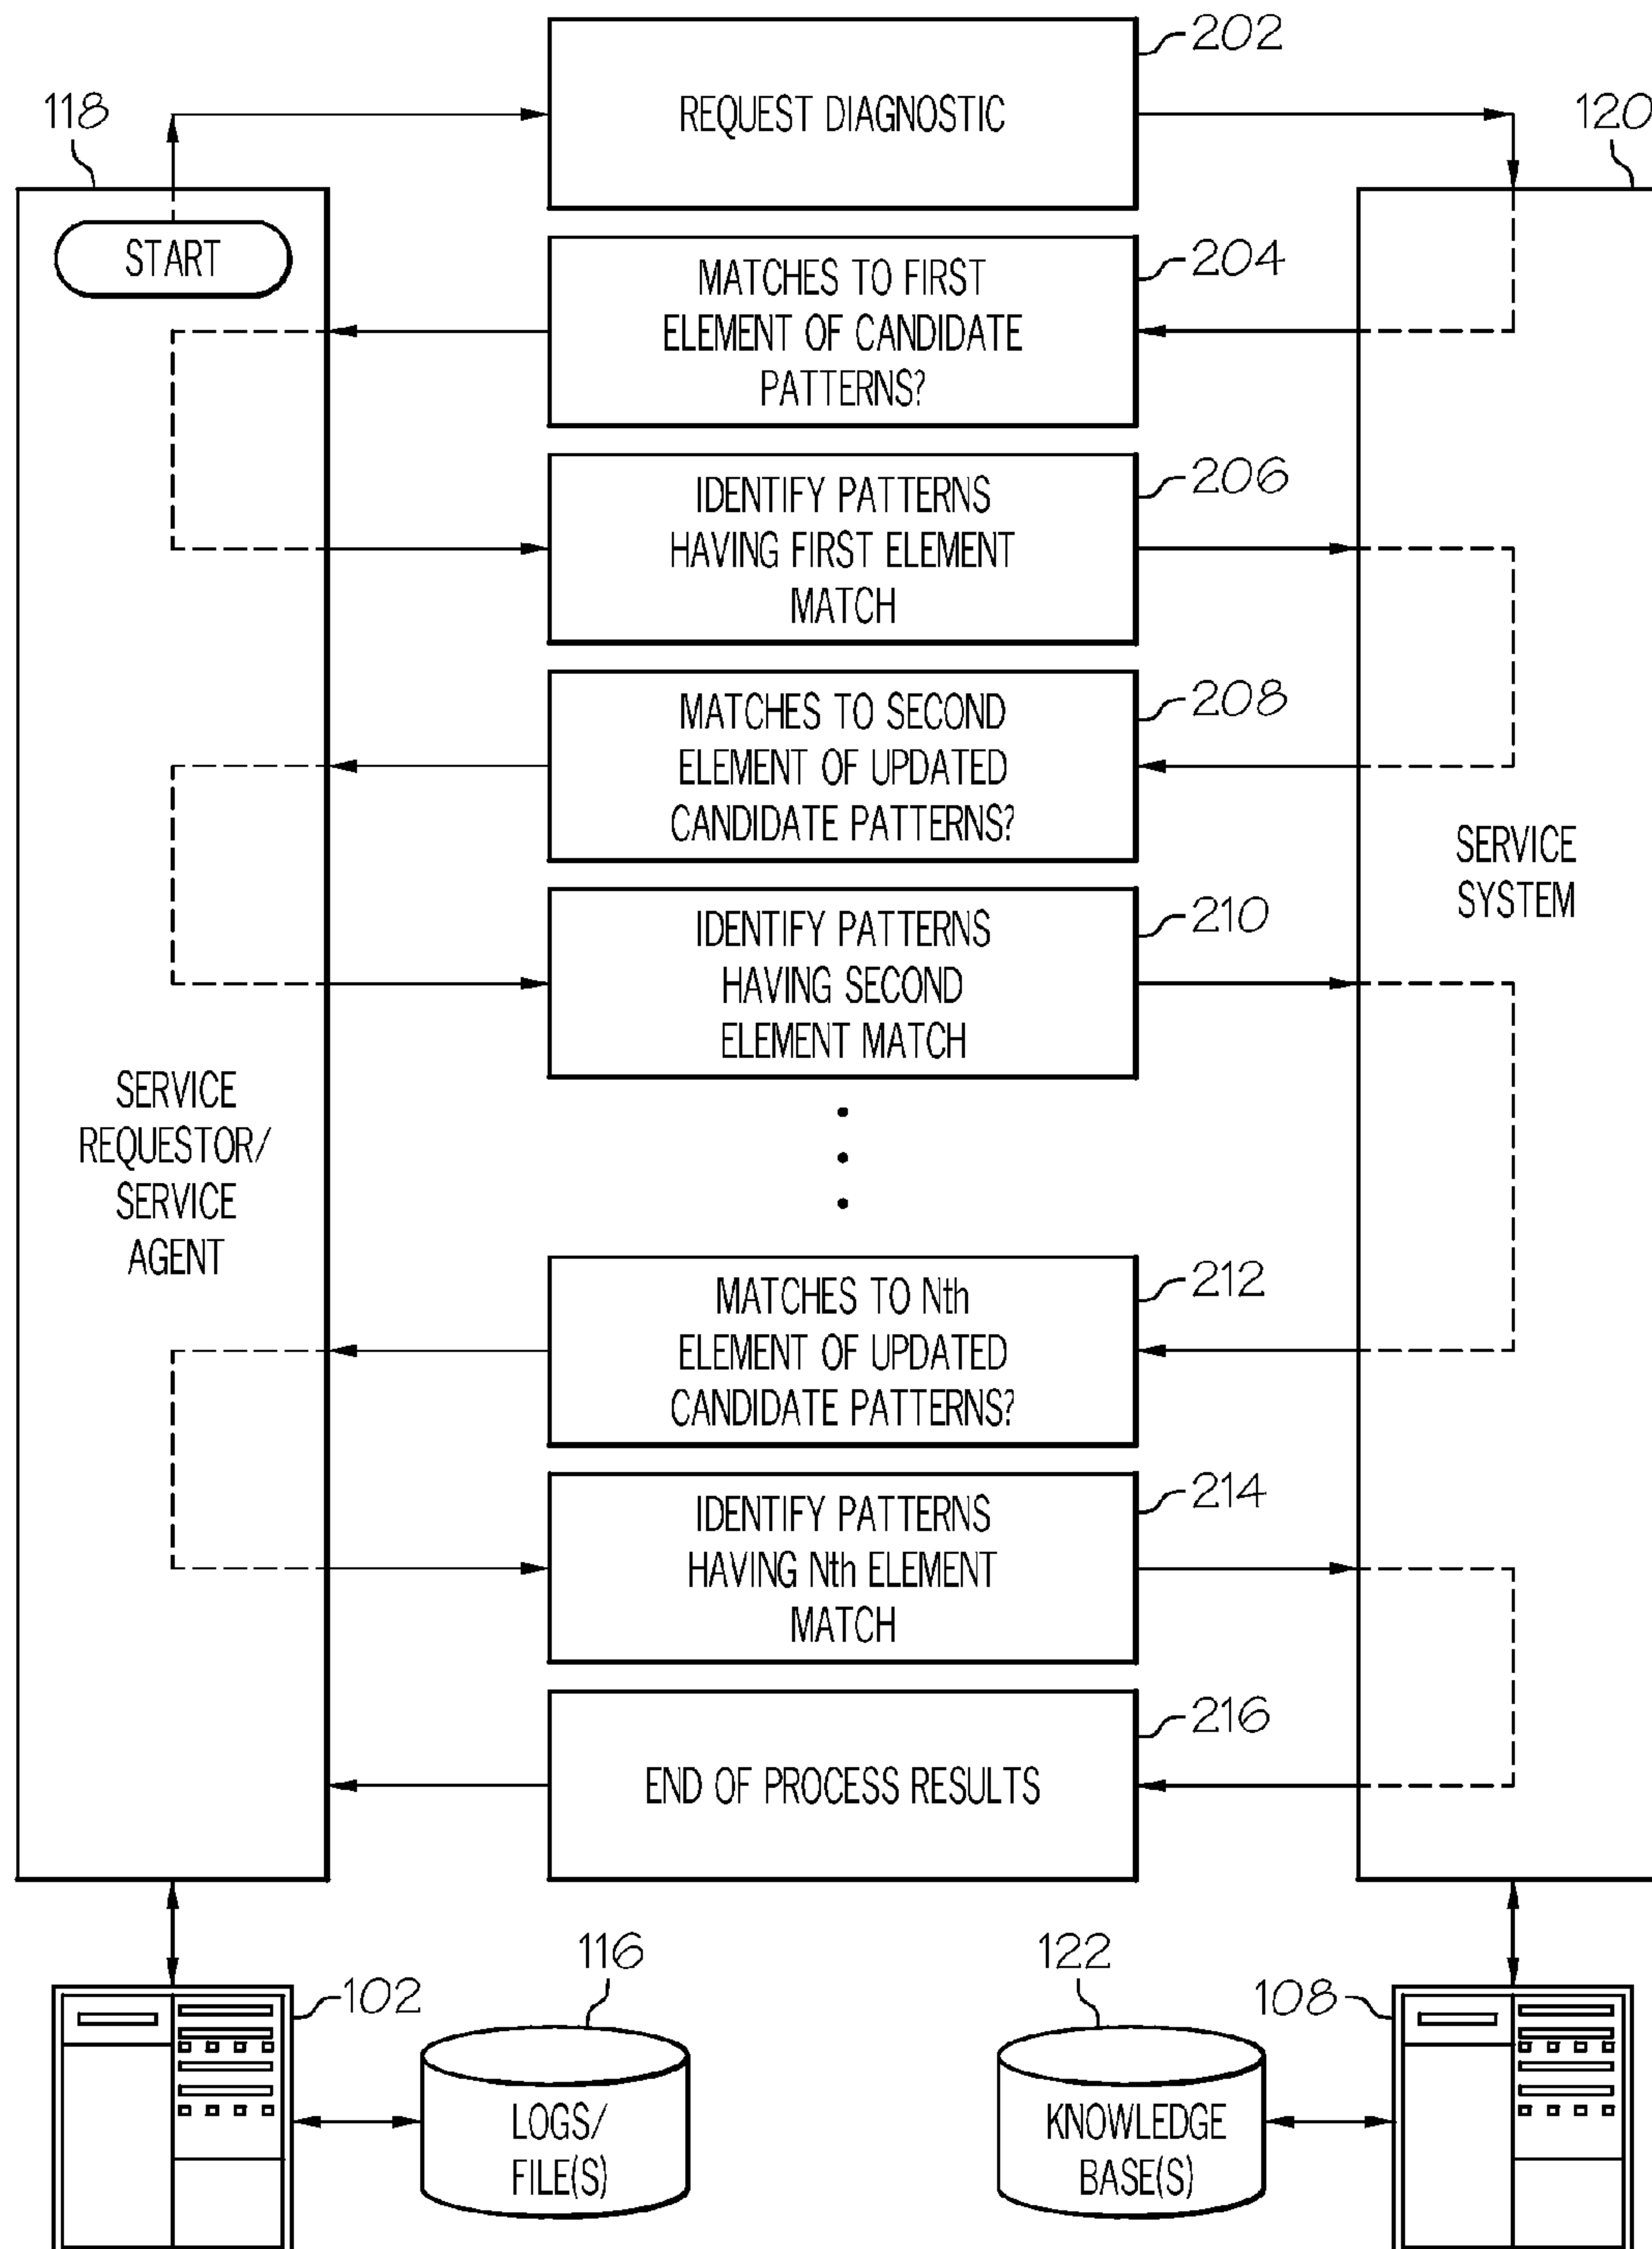 202
REQUEST DIAGNOSTIC
118
120
START
204
MATCHES TO FIRST
ELEMENT OF CANDIDATE
PATTERNS?
206
IDENTIFY PATTERNS
HAVING FIRST ELEMENT
MATCH
208
MATCHES TO SECOND
ELEMENT OF UPDATED
CANDIDATE PATTERNS?
SERVICE
SYSTEM
210
IDENTIFY PATTERNS
HAVING SECOND
ELEMENT MATCH
SERVICE
REQUESTOR/
SERVICE
AGENT
212
MATCHES TO Nth
ELEMENT OF UPDATED
CANDIDATE PATTERNS?
214
IDENTIFY PATTERNS
HAVING Nth ELEMENT
MATCH
216
END OF PROCESS RESULTS
116
122
102
108
LOGS/
FILE(S)
KNOWLEDGE
BASE(S)